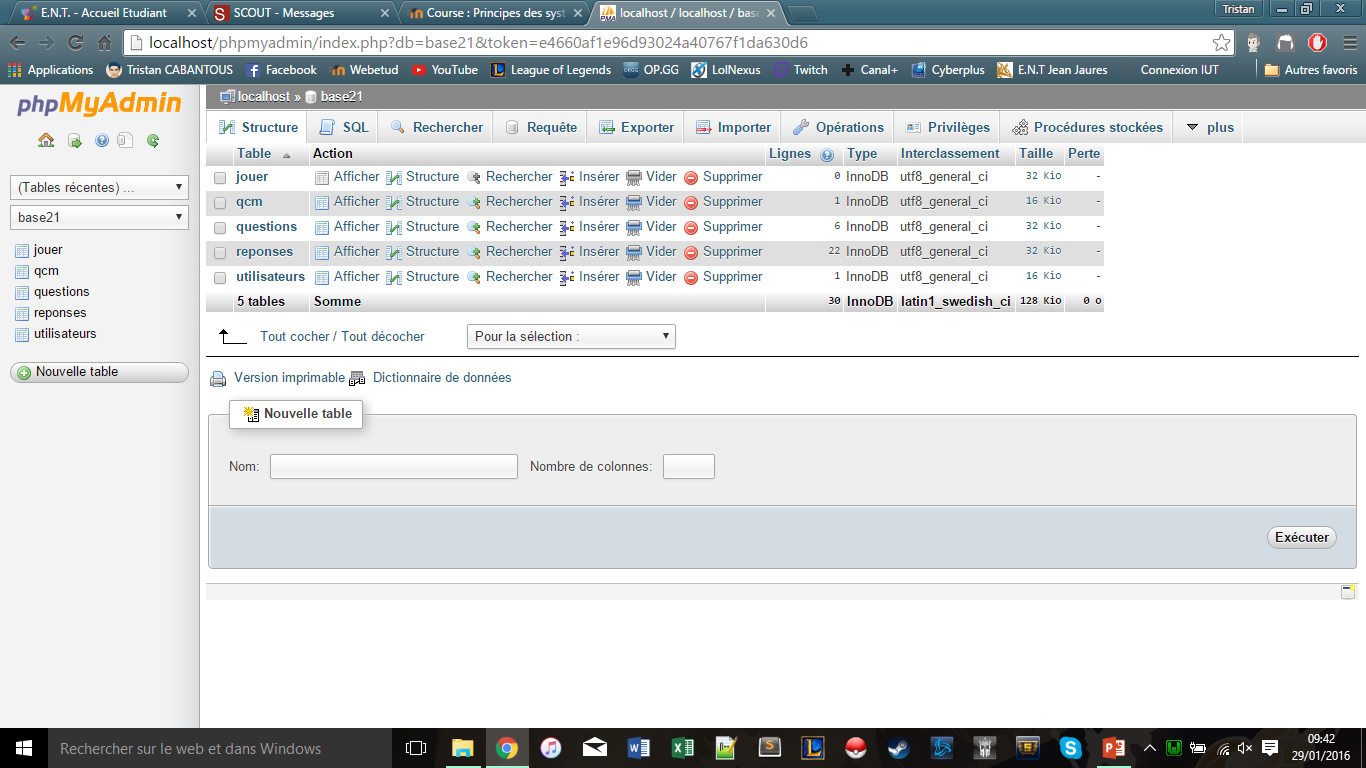 E.N.T. - Accueil Etudiant
SCOUT - Messages
Course : Principes des syst
localhost / localhost / base
Tristan
localhost/phpmyadmin/index.php?db=base21&token=e4660af1e96d93024a40767f1da630d6
Applications Tristan CABANTOUS Facebook Webetud YouTube League of Legends OP.GG LolNexus Twitch Canal+ Cyberplus E.N.T Jean Jaures Connexion IUT Autres favoris
phpMyAdmin
(Tables récentes) ...
base21
jouer
qcm
questions
reponses
utilisateurs
Nouvelle table
localhost » base21
Structure SQL Rechercher Requête Exporter Importer Opérations Privilèges Procédures stockées plus
Table Action Lignes Type Interclassement Taille Perte
jouer Afficher Structure Rechercher Insérer Vider Supprimer 0 InnoDB utf8_general_ci 32 Kio -
qcm Afficher Structure Rechercher Insérer Vider Supprimer 1 InnoDB utf8_general_ci 16 Kio -
questions Afficher Structure Rechercher Insérer Vider Supprimer 6 InnoDB utf8_general_ci 32 Kio -
reponses Afficher Structure Rechercher Insérer Vider Supprimer 22 InnoDB utf8_general_ci 32 Kio -
utilisateurs Afficher Structure Rechercher Insérer Vider Supprimer 1 InnoDB utf8_general_ci 16 Kio -
5 tables Somme 30 InnoDB latin1_swedish_ci 128 Kio 0 o
Tout cocher / Tout décocher Pour la sélection :
Version imprimable Dictionnaire de données
Nouvelle table
Nom: Nombre de colonnes:
Exécuter
Rechercher sur le web et dans Windows
09:42
29/01/2016